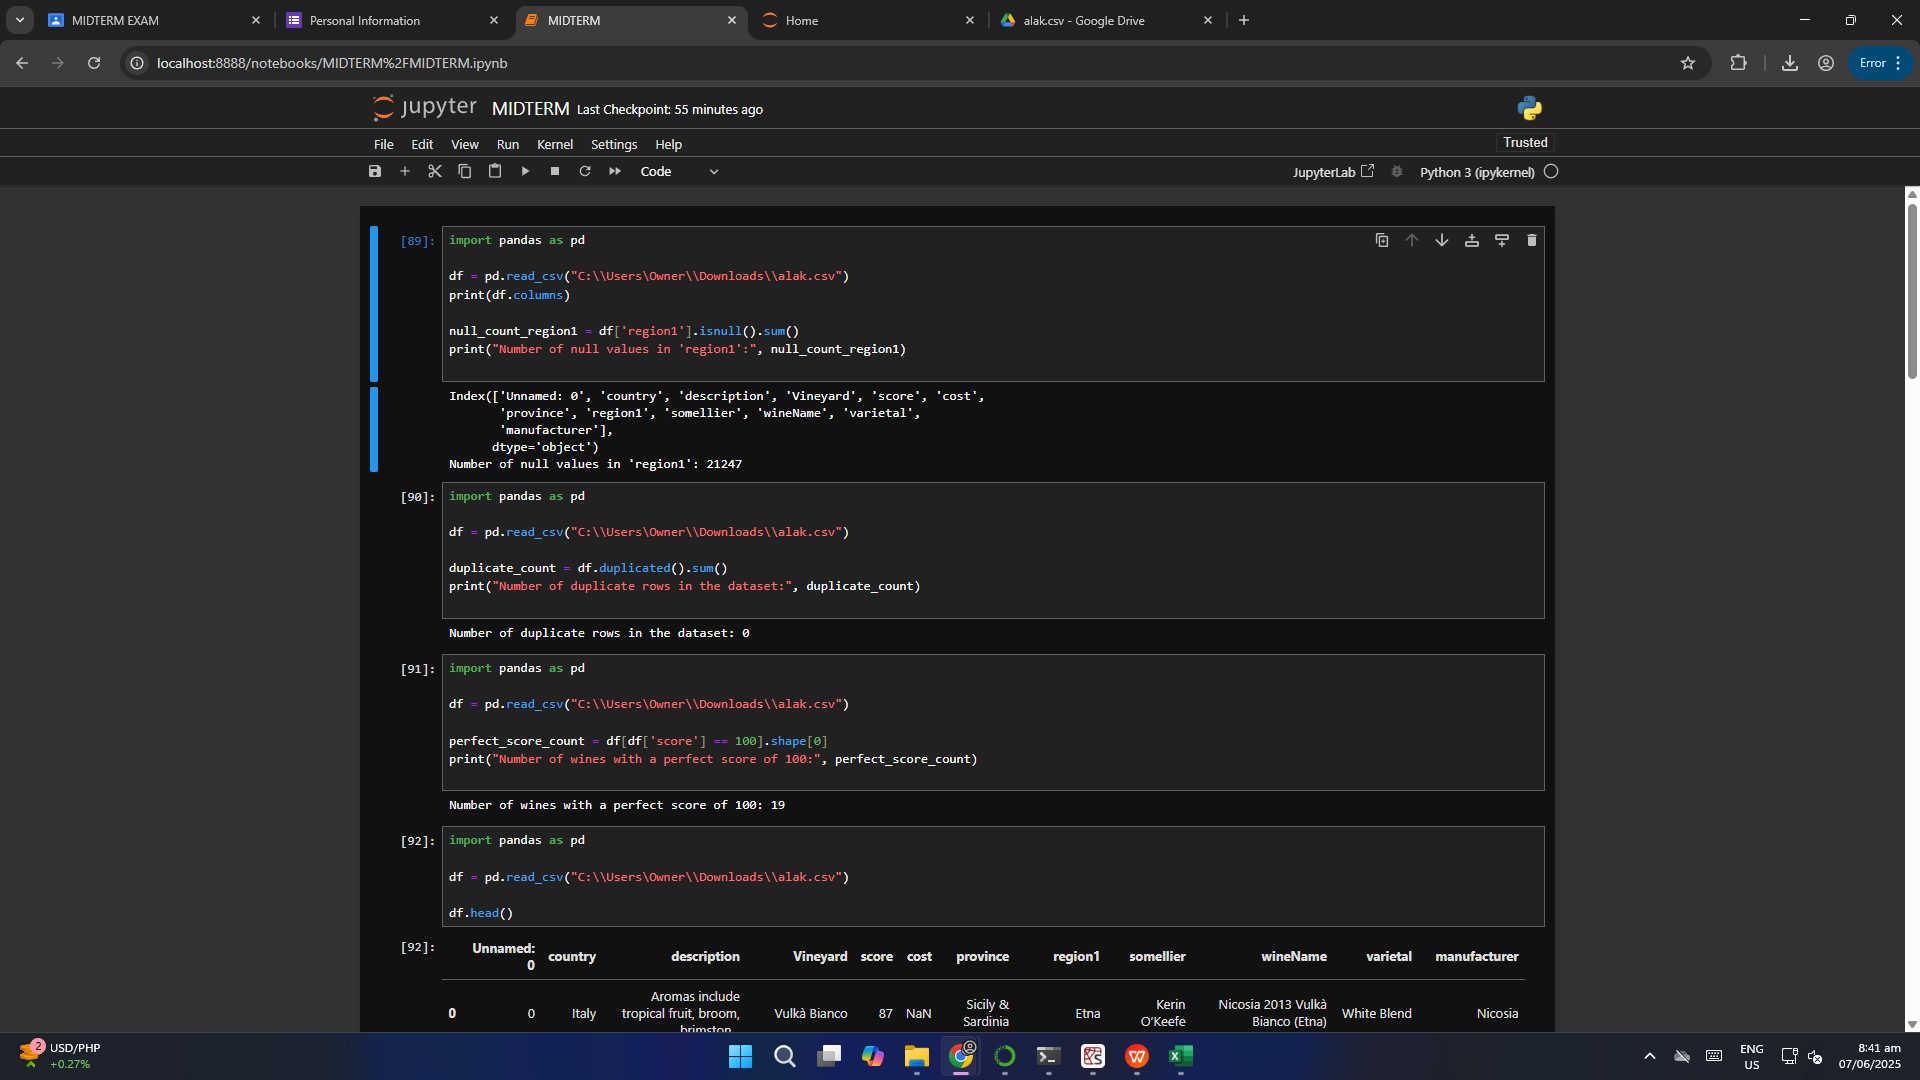 MIDTERM EXAM
Personal Information
MIDTERM
Home
alak.csv - Google Drive
localhost:8888/notebooks/MIDTERM%2FMIDTERM.ipynb
Error
jupyter MIDTERM Last Checkpoint: 55 minutes ago
File Edit View Run Kernel Settings Help
Trusted
Code
JupyterLab
Python 3 (ipykernel)
[89]:
import pandas as pd
df = pd.read_csv("C:\\Users\Owner\\Downloads\\alak.csv")
print(df.columns)
null_count_region1 = df['region1'].isnull().sum()
print("Number of null values in 'region1':", null_count_region1)
Index(['Unnamed: 0', 'country', 'description', 'Vineyard', 'score', 'cost',
'province', 'region1', 'somellier', 'wineName', 'varietal',
'manufacturer'],
dtype='object')
Number of null values in 'region1': 21247
[90]:
import pandas as pd
df = pd.read_csv("C:\\Users\Owner\\Downloads\\alak.csv")
duplicate_count = df.duplicated().sum()
print("Number of duplicate rows in the dataset:", duplicate_count)
Number of duplicate rows in the dataset: 0
[91]:
import pandas as pd
df = pd.read_csv("C:\\Users\Owner\\Downloads\\alak.csv")
perfect_score_count = df[df['score'] == 100].shape[0]
print("Number of wines with a perfect score of 100:", perfect_score_count)
Number of wines with a perfect score of 100: 19
[92]:
import pandas as pd
df = pd.read_csv("C:\\Users\Owner\\Downloads\\alak.csv")
df.head()
[92]:
Unnamed: 0 country description Vineyard score cost province region1 somellier wineName varietal manufacturer
0 0 Italy Aromas include tropical fruit, broom, brimston... Vulkà Bianco 87 NaN Sicily & Sardinia Etna Kerin O'Keefe Nicosia 2013 Vulkà Bianco (Etna) White Blend Nicosia
2
USD/PHP
+0.27%
ENG
US
8:41 am
07/06/2025